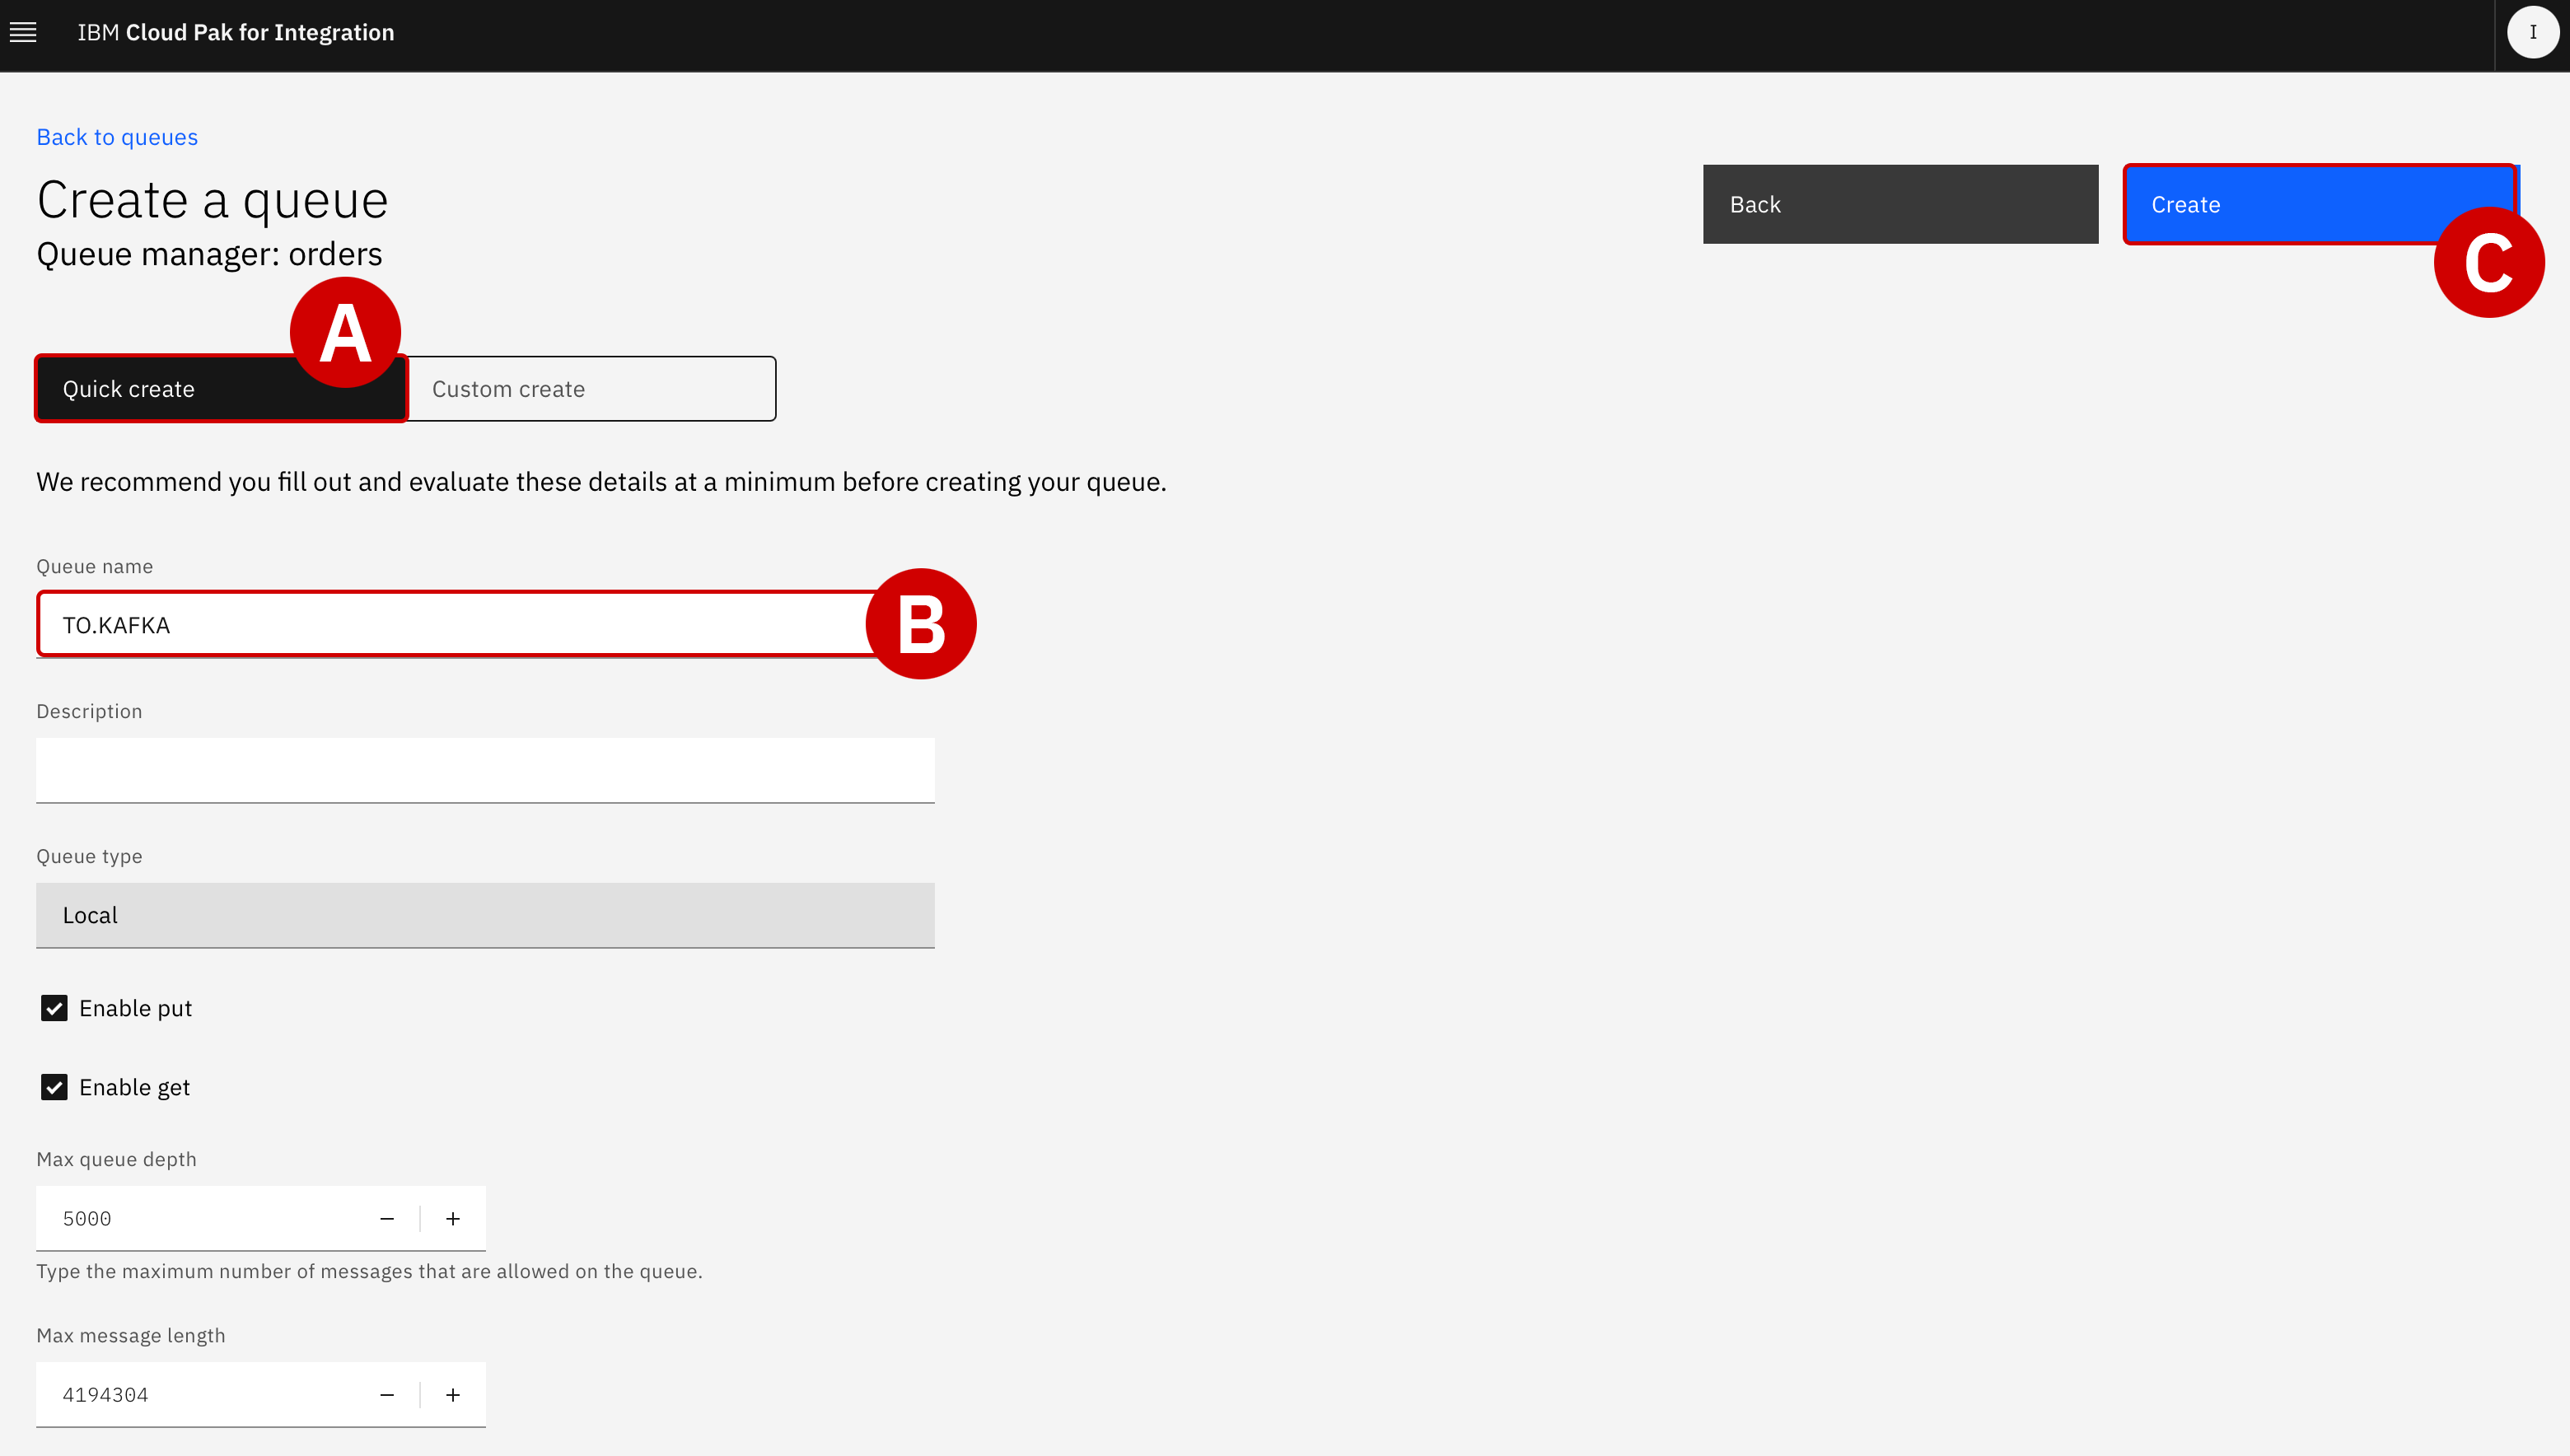 IBM Cloud Pak for Integration
I
Back to queues
Create a queue
Queue manager: orders
Back
Create
C
A
Quick create
Custom create
We recommend you fill out and evaluate these details at a minimum before creating your queue.
Queue name
TO.KAFKA
B
Description
Queue type
Local
Enable put
Enable get
Max queue depth
5000
Type the maximum number of messages that are allowed on the queue.
Max message length
4194304